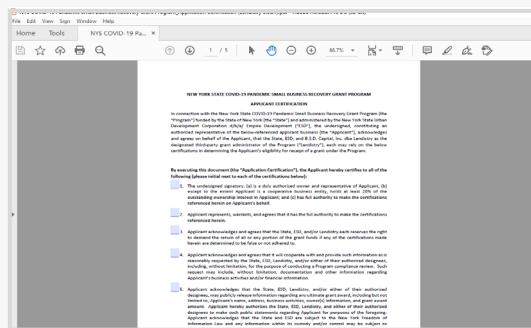 File Edit View Sign Window Help
Home Tools NYS COVID-19 Pa... ×
1 / 5 66.7%
NEW YORK STATE COVID-19 PANDEMIC SMALL BUSINESS RECOVERY GRANT PROGRAM
APPLICANT CERTIFICATION
In connection with the New York State COVID-19 Pandemic Small Business Recovery Grant Program (the
"Program") funded by the State of New York (the "State") and administered by the New York State Urban
Development Corporation d/b/a/ Empire Development ("ESD"), the undersigned, constituting an
authorized representative of the below-referenced applicant business (the "Applicant"), acknowledges
and agrees on behalf of the Applicant, that the State, ESD, and B.S.D. Capital, Inc. dba Lendistry as the
designated third-party grant administrator of the Program ("Lendistry"), each may rely on the below
certifications in determining the Applicant's eligibility for receipt of a grant under the Program.
By executing this document (the "Application Certification"), the Applicant hereby certifies to all of the
following (please initial next to each of the certifications below):
1. The undersigned signatory: (a) is a duly authorized owner and representative of Applicant, (b)
except to the extent Applicant is a cooperative business entity, holds at least 20% of the
outstanding ownership interest in Applicant; and (c) has full authority to make the certifications
referenced herein on Applicant's behalf.
2. Applicant represents, warrants, and agrees that it has the full authority to make the certifications
referenced herein.
3. Applicant acknowledges and agrees that the State, ESD, and/or Lendistry each reserves the right
to demand the return of all or any portion of the grant funds if any of the certifications made
herein are determined to be false or not adhered to.
4. Applicant acknowledges and agrees that it will cooperate with and provide such information as is
reasonably requested by the State, ESD, Lendistry, and/or either of their authorized designees,
including, without limitation, for the purpose of conducting a Program compliance review. Such
request may include, without limitation, documentation and other information regarding
Applicant's business activities and/or financial information.
5. Applicant acknowledges that the State, ESD, Lendistry, and/or either of their authorized
designees, may publicly release information regarding any ultimate grant award, including but not
limited to, Applicant's name, address, business activities, owner(s) information, and grant award
amount. Applicant hereby authorizes the State, ESD, Lendistry, and either of their authorized
designees to make such public statements regarding Applicant for purposes of the foregoing.
Applicant acknowledges that the State and ESD are subject to the New York Freedom of
Information Law and any information within its custody and/or control may be subject to